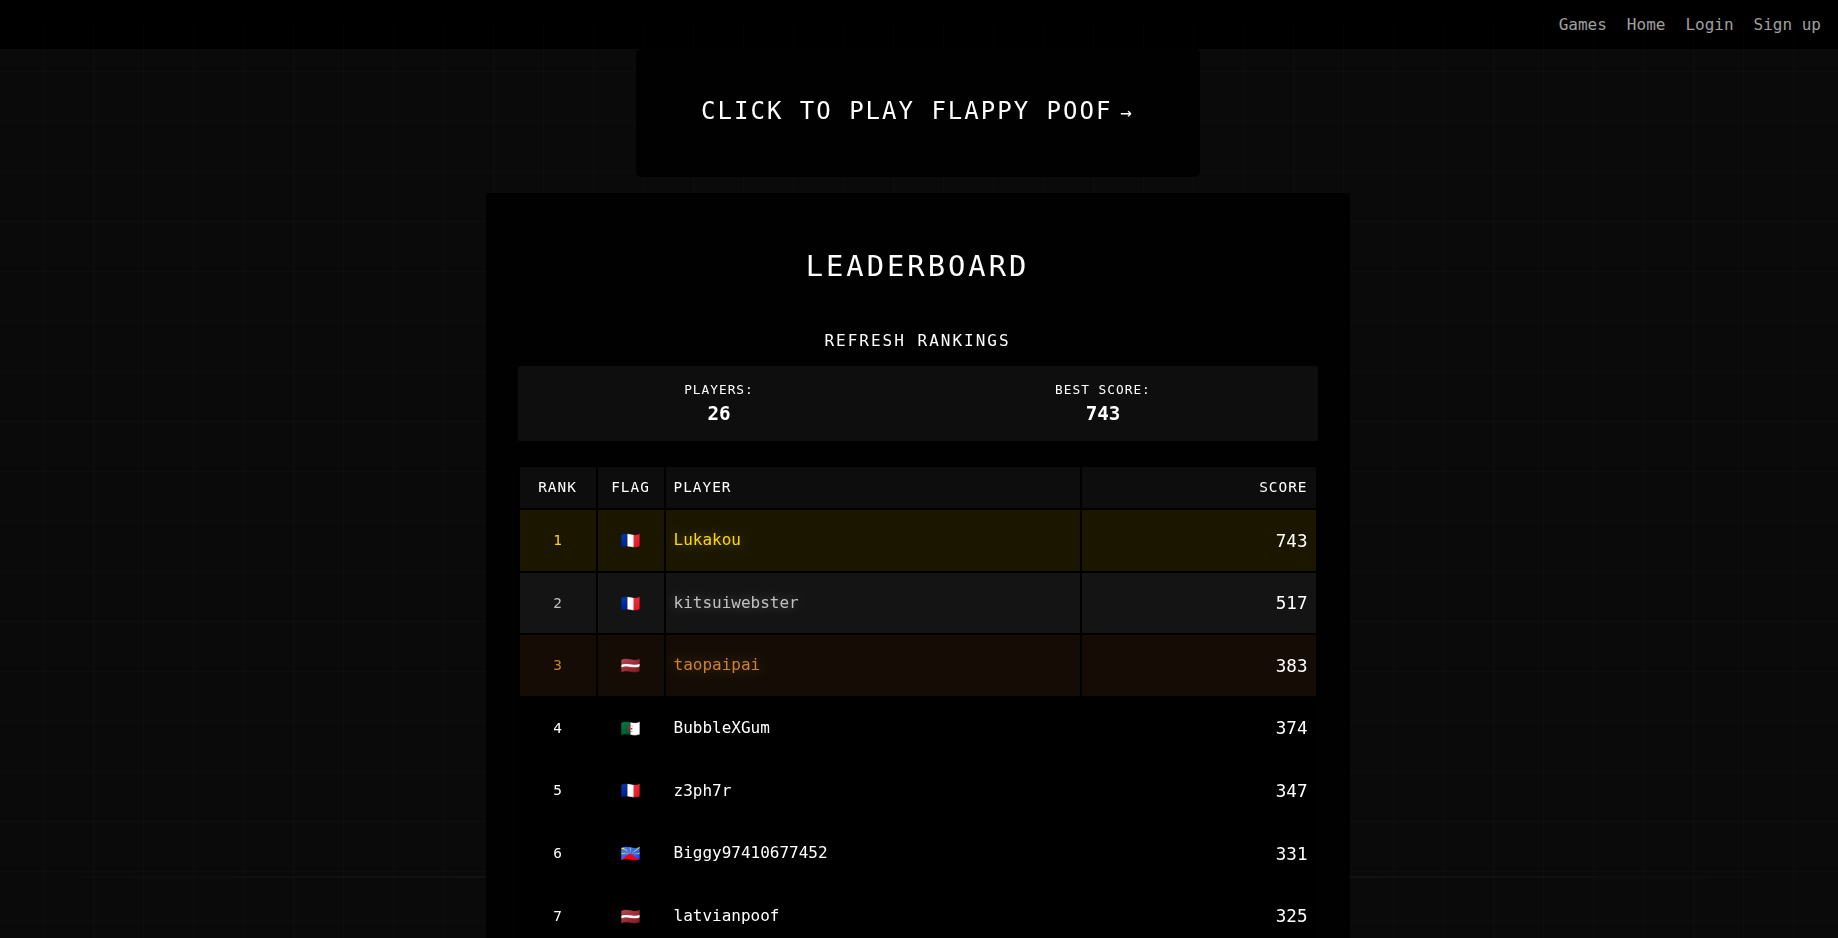 Games Home Login Sign up
CLICK TO PLAY FLAPPY POOF →
LEADERBOARD
REFRESH RANKINGS
PLAYERS: BEST SCORE:
26 743
RANK FLAG PLAYER SCORE
1 Lukakou 743
2 kitsuiwebster 517
3 taopaipai 383
4 BubbleXGum 374
5 z3ph7r 347
6 Biggy97410677452 331
7 latvianpoof 325